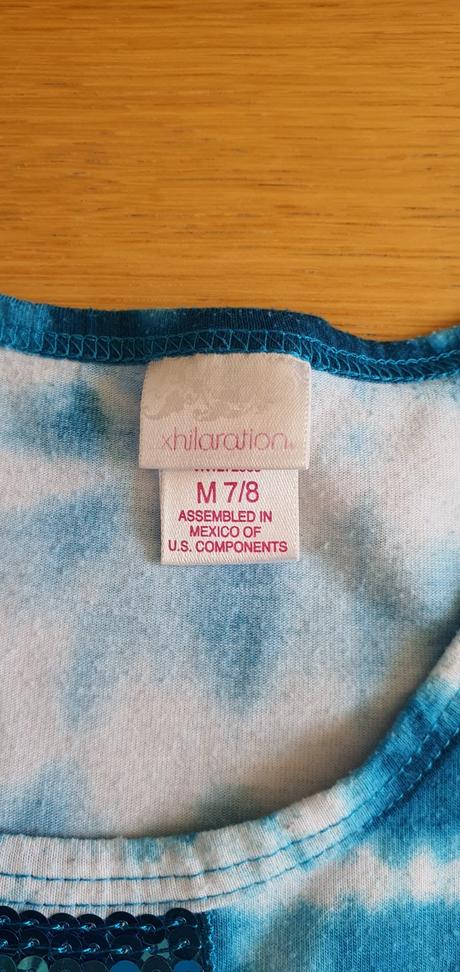 xhilaration
M 7/8
ASSEMBLED IN
MEXICO OF
U.S. COMPONENTS